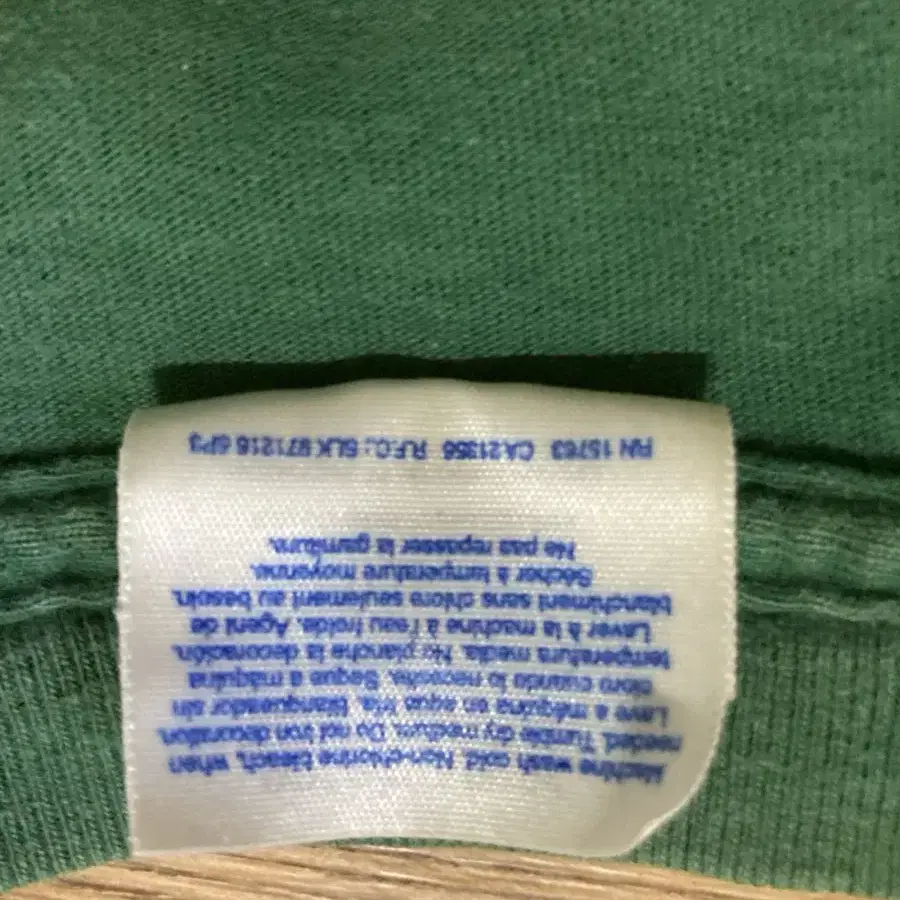 Machine wash cold. Non-chlorine bleach, when
needed. Tumble dry medium. Do not iron decoration.
Lave a máquina en agua fría. Blanqueador sin
cloro cuando lo necesite. Seque a máquina
temperatura media. No planche la decoración.
Laver à la machine à l'eau froide. Agent de
blanchiment sans chlore seulement au besoin.
Sécher à température moyenne.
Ne pas repasser la garniture.
RN 15763 CA21356 R.F.C.: SLK 971216 6P3